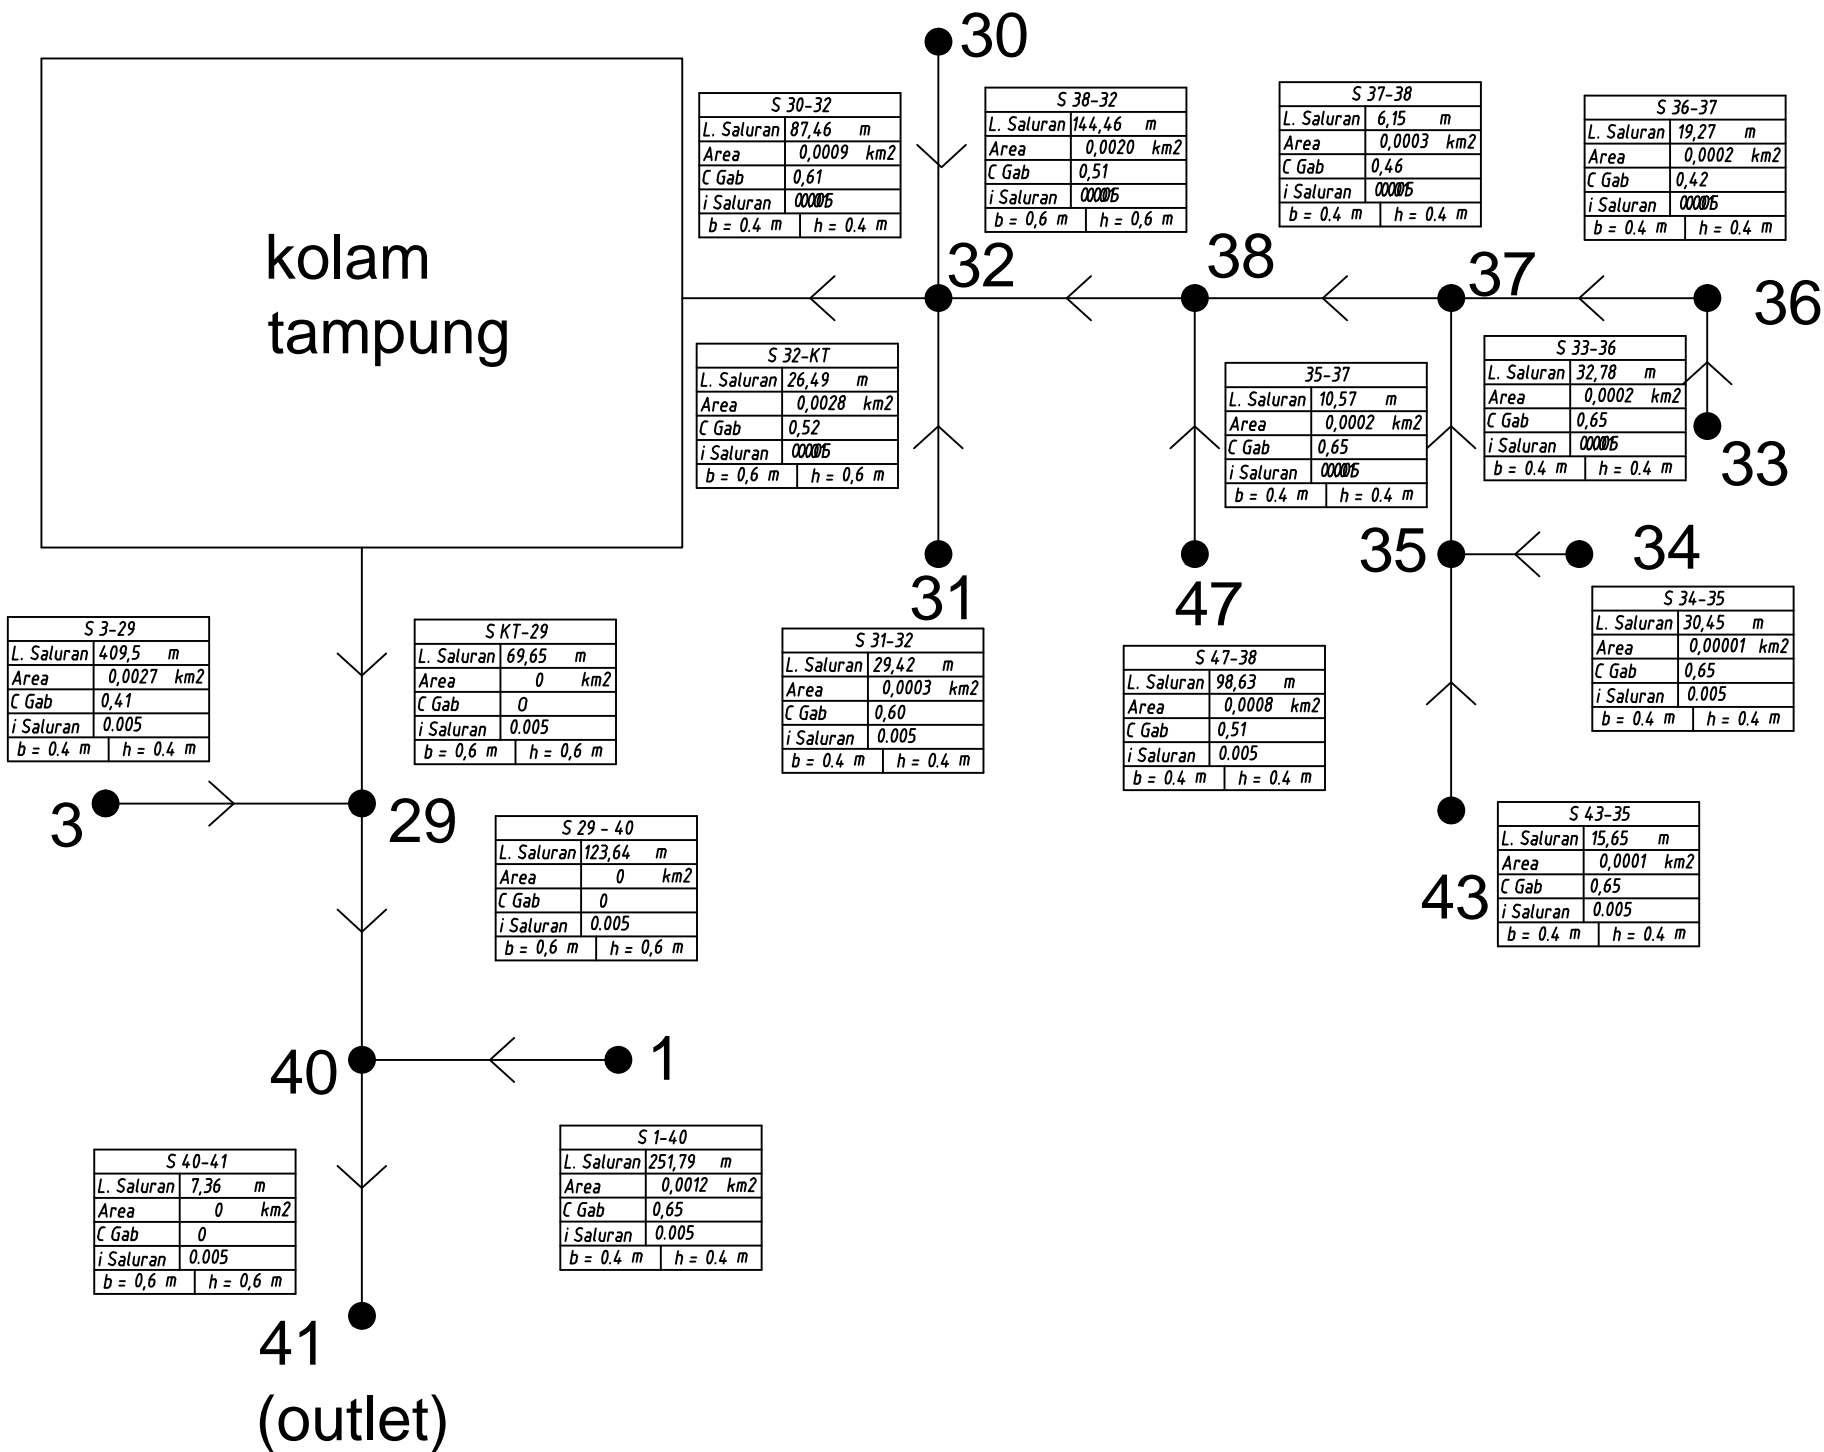 30
kolam
tampung
S 30-32
L. Saluran 87,46 m
Area 0,0009 km2
C Gab 0,61
i Saluran
b = 0.4 m h = 0.4 m
S 38-32
L. Saluran 144,46 m
Area 0,0020 km2
C Gab 0,51
i Saluran
b = 0,6 m h = 0,6 m
S 37-38
L. Saluran 6,15 m
Area 0,0003 km2
C Gab 0,46
i Saluran
b = 0.4 m h = 0.4 m
S 36-37
L. Saluran 19,27 m
Area 0,0002 km2
C Gab 0,42
i Saluran
b = 0.4 m h = 0.4 m
32
38
37
36
S 32-KT
L. Saluran 26,49 m
Area 0,0028 km2
C Gab 0,52
i Saluran
b = 0,6 m h = 0,6 m
35-37
L. Saluran 10,57 m
Area 0,0002 km2
C Gab 0,65
i Saluran
b = 0.4 m h = 0.4 m
S 33-36
L. Saluran 32,78 m
Area 0,0002 km2
C Gab 0,65
i Saluran
b = 0.4 m h = 0.4 m
33
31
47
35
34
S 3-29
L. Saluran 409,5 m
Area 0,0027 km2
C Gab 0,41
i Saluran 0.005
b = 0.4 m h = 0.4 m
S KT-29
L. Saluran 69,65 m
Area 0 km2
C Gab 0
i Saluran 0.005
b = 0,6 m h = 0,6 m
S 31-32
L. Saluran 29,42 m
Area 0,0003 km2
C Gab 0,60
i Saluran 0.005
b = 0.4 m h = 0.4 m
S 47-38
L. Saluran 98,63 m
Area 0,0008 km2
C Gab 0,51
i Saluran 0.005
b = 0.4 m h = 0.4 m
S 34-35
L. Saluran 30,45 m
Area 0,00001 km2
C Gab 0,65
i Saluran 0.005
b = 0.4 m h = 0.4 m
3
29
S 29 - 40
L. Saluran 123,64 m
Area 0 km2
C Gab 0
i Saluran 0.005
b = 0,6 m h = 0,6 m
43
S 43-35
L. Saluran 15,65 m
Area 0,0001 km2
C Gab 0,65
i Saluran 0.005
b = 0.4 m h = 0.4 m
40
1
S 40-41
L. Saluran 7,36 m
Area 0 km2
C Gab 0
i Saluran 0.005
b = 0,6 m h = 0,6 m
S 1-40
L. Saluran 251,79 m
Area 0,0012 km2
C Gab 0,65
i Saluran 0.005
b = 0.4 m h = 0.4 m
41
(outlet)